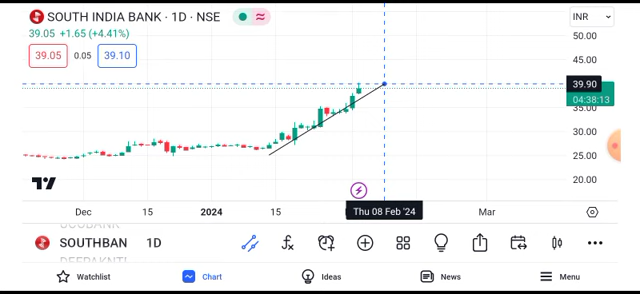 SOUTH INDIA BANK · 1D · NSE
INR
39.05 +1.65 (+4.41%)
39.05 0.05 39.10
50.00
45.00
39.90
04:38:13
35.00
30.00
25.00
20.00
Dec 15 2024 15 Thu 08 Feb '24 Mar
SOUTHBAN 1D
Watchlist Chart Ideas News Menu